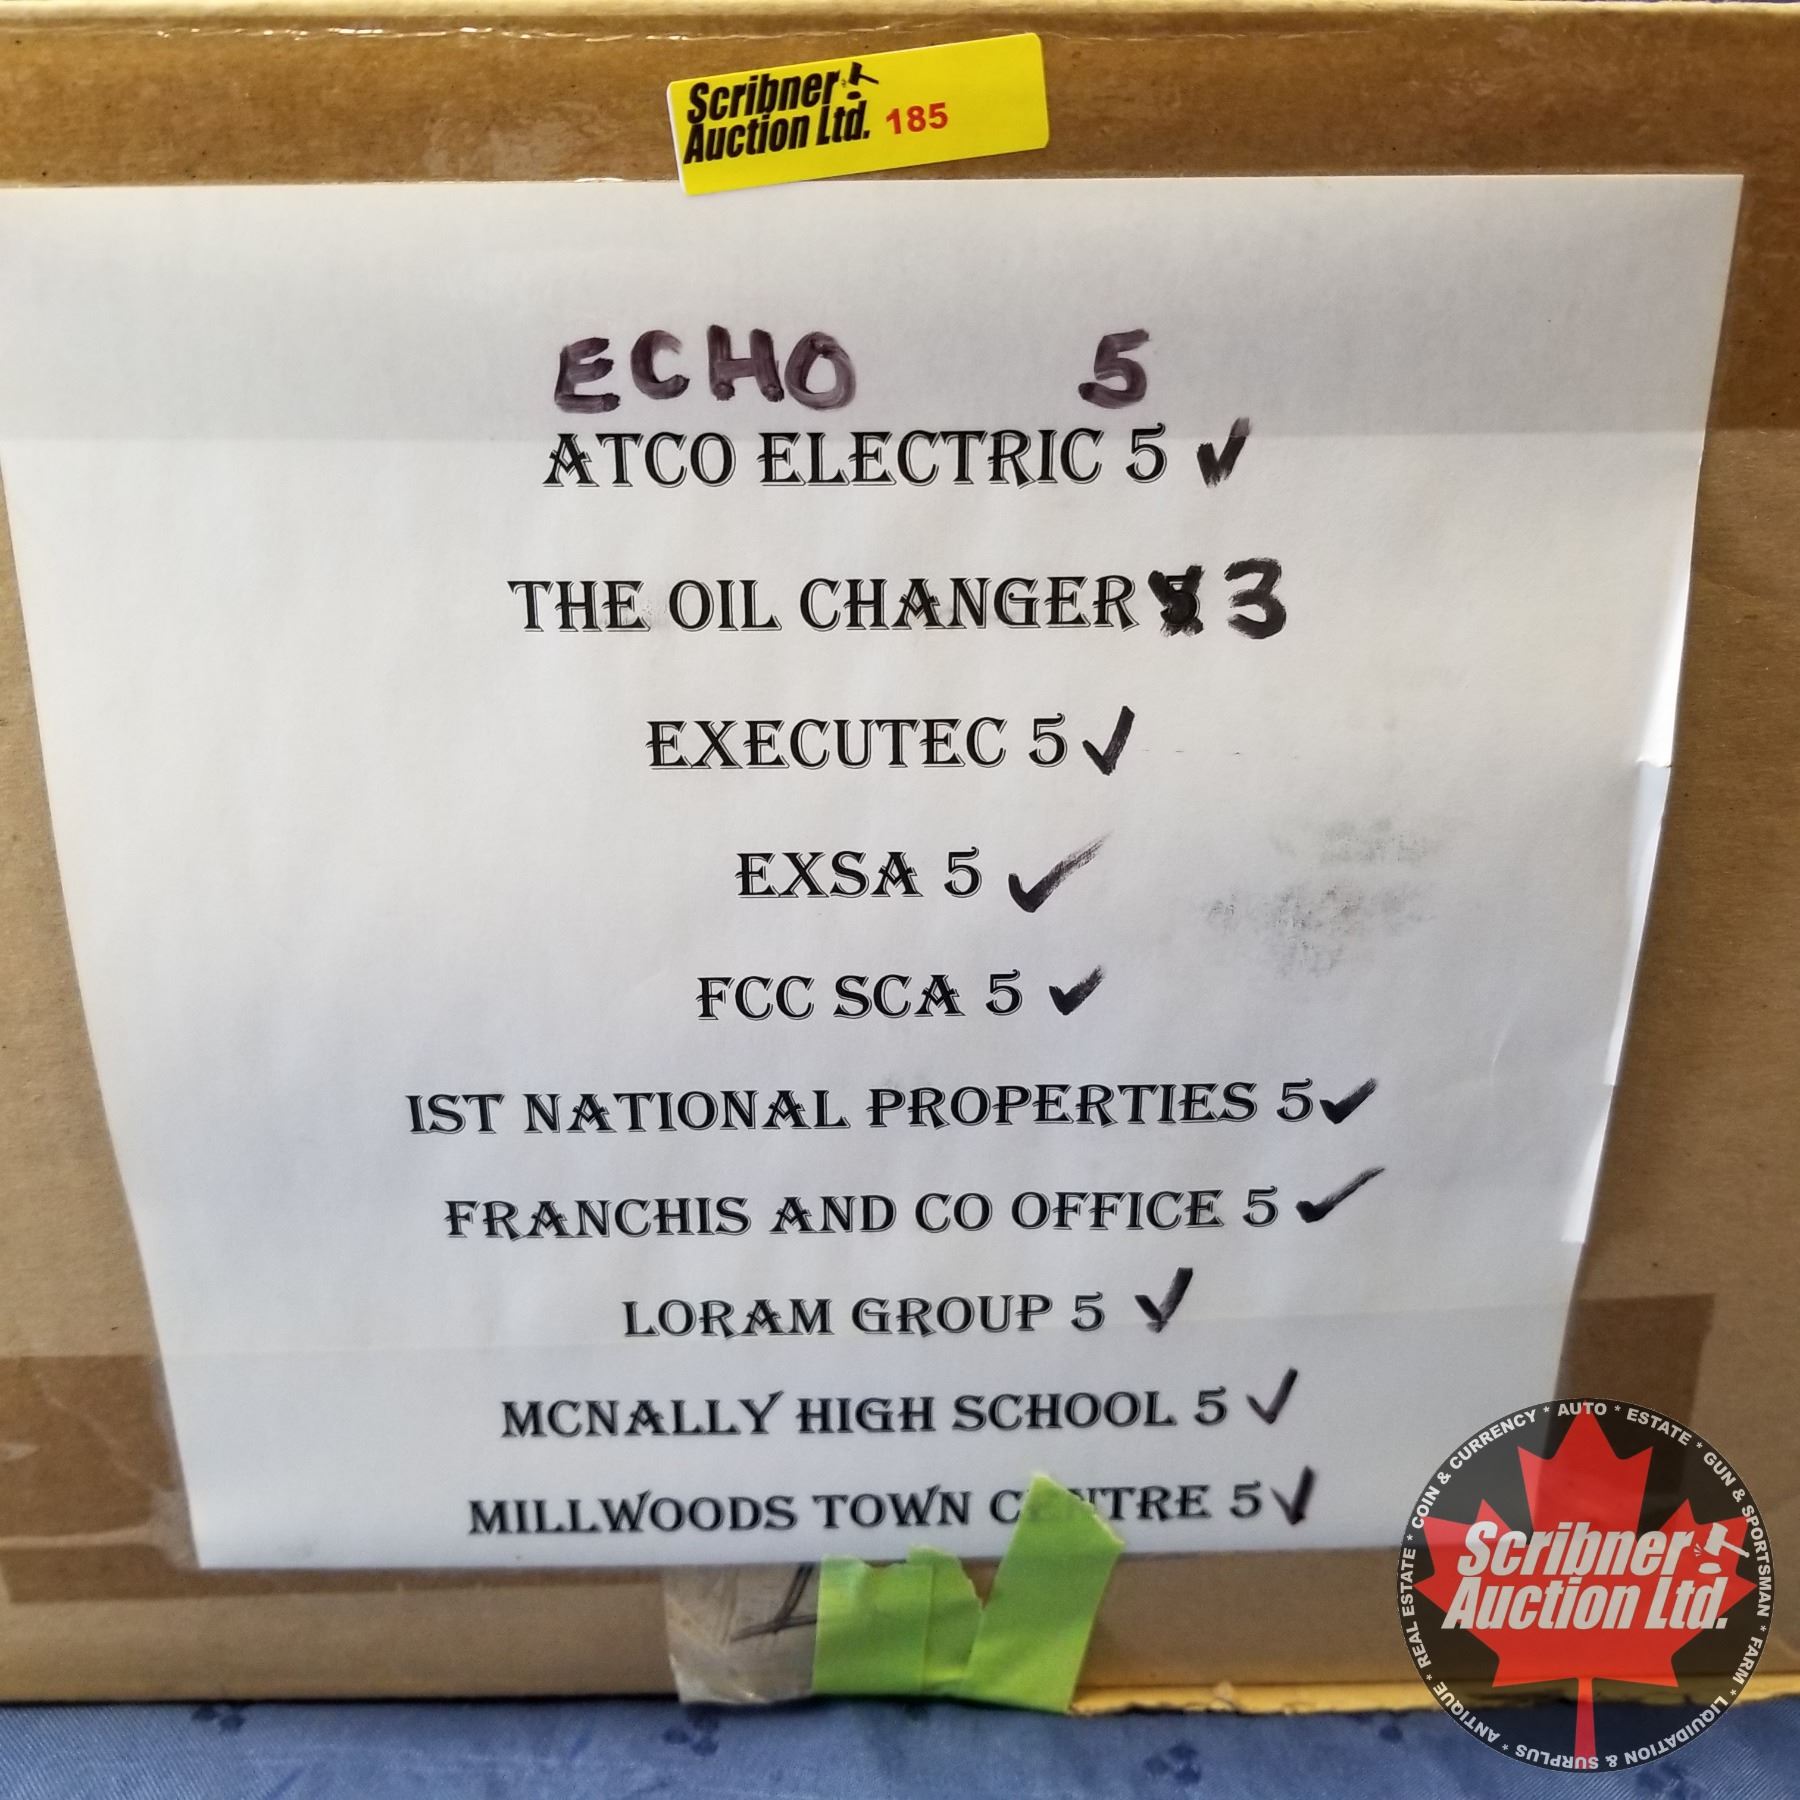 Scribner
Auction Ltd. 185
ECHO 5
ATCO ELECTRIC 5 ✓
THE OIL CHANGER 3
EXECUTEC 5 ✓
EXSA 5 ✓
FCC SCA 5 ✓
1ST NATIONAL PROPERTIES 5 ✓
FRANCHIS AND CO OFFICE 5 ✓
LORAM GROUP 5 ✓
MCNALLY HIGH SCHOOL 5 ✓
MILLWOODS TOWN CENTRE 5 ✓
REAL ESTATE * COIN & CURRENCY * AUTO * ESTATE * GUN & SPORTSMAN * FARM * LIQUIDATION & SURPLUS * ANTIQUE *
Scribner
Auction Ltd.